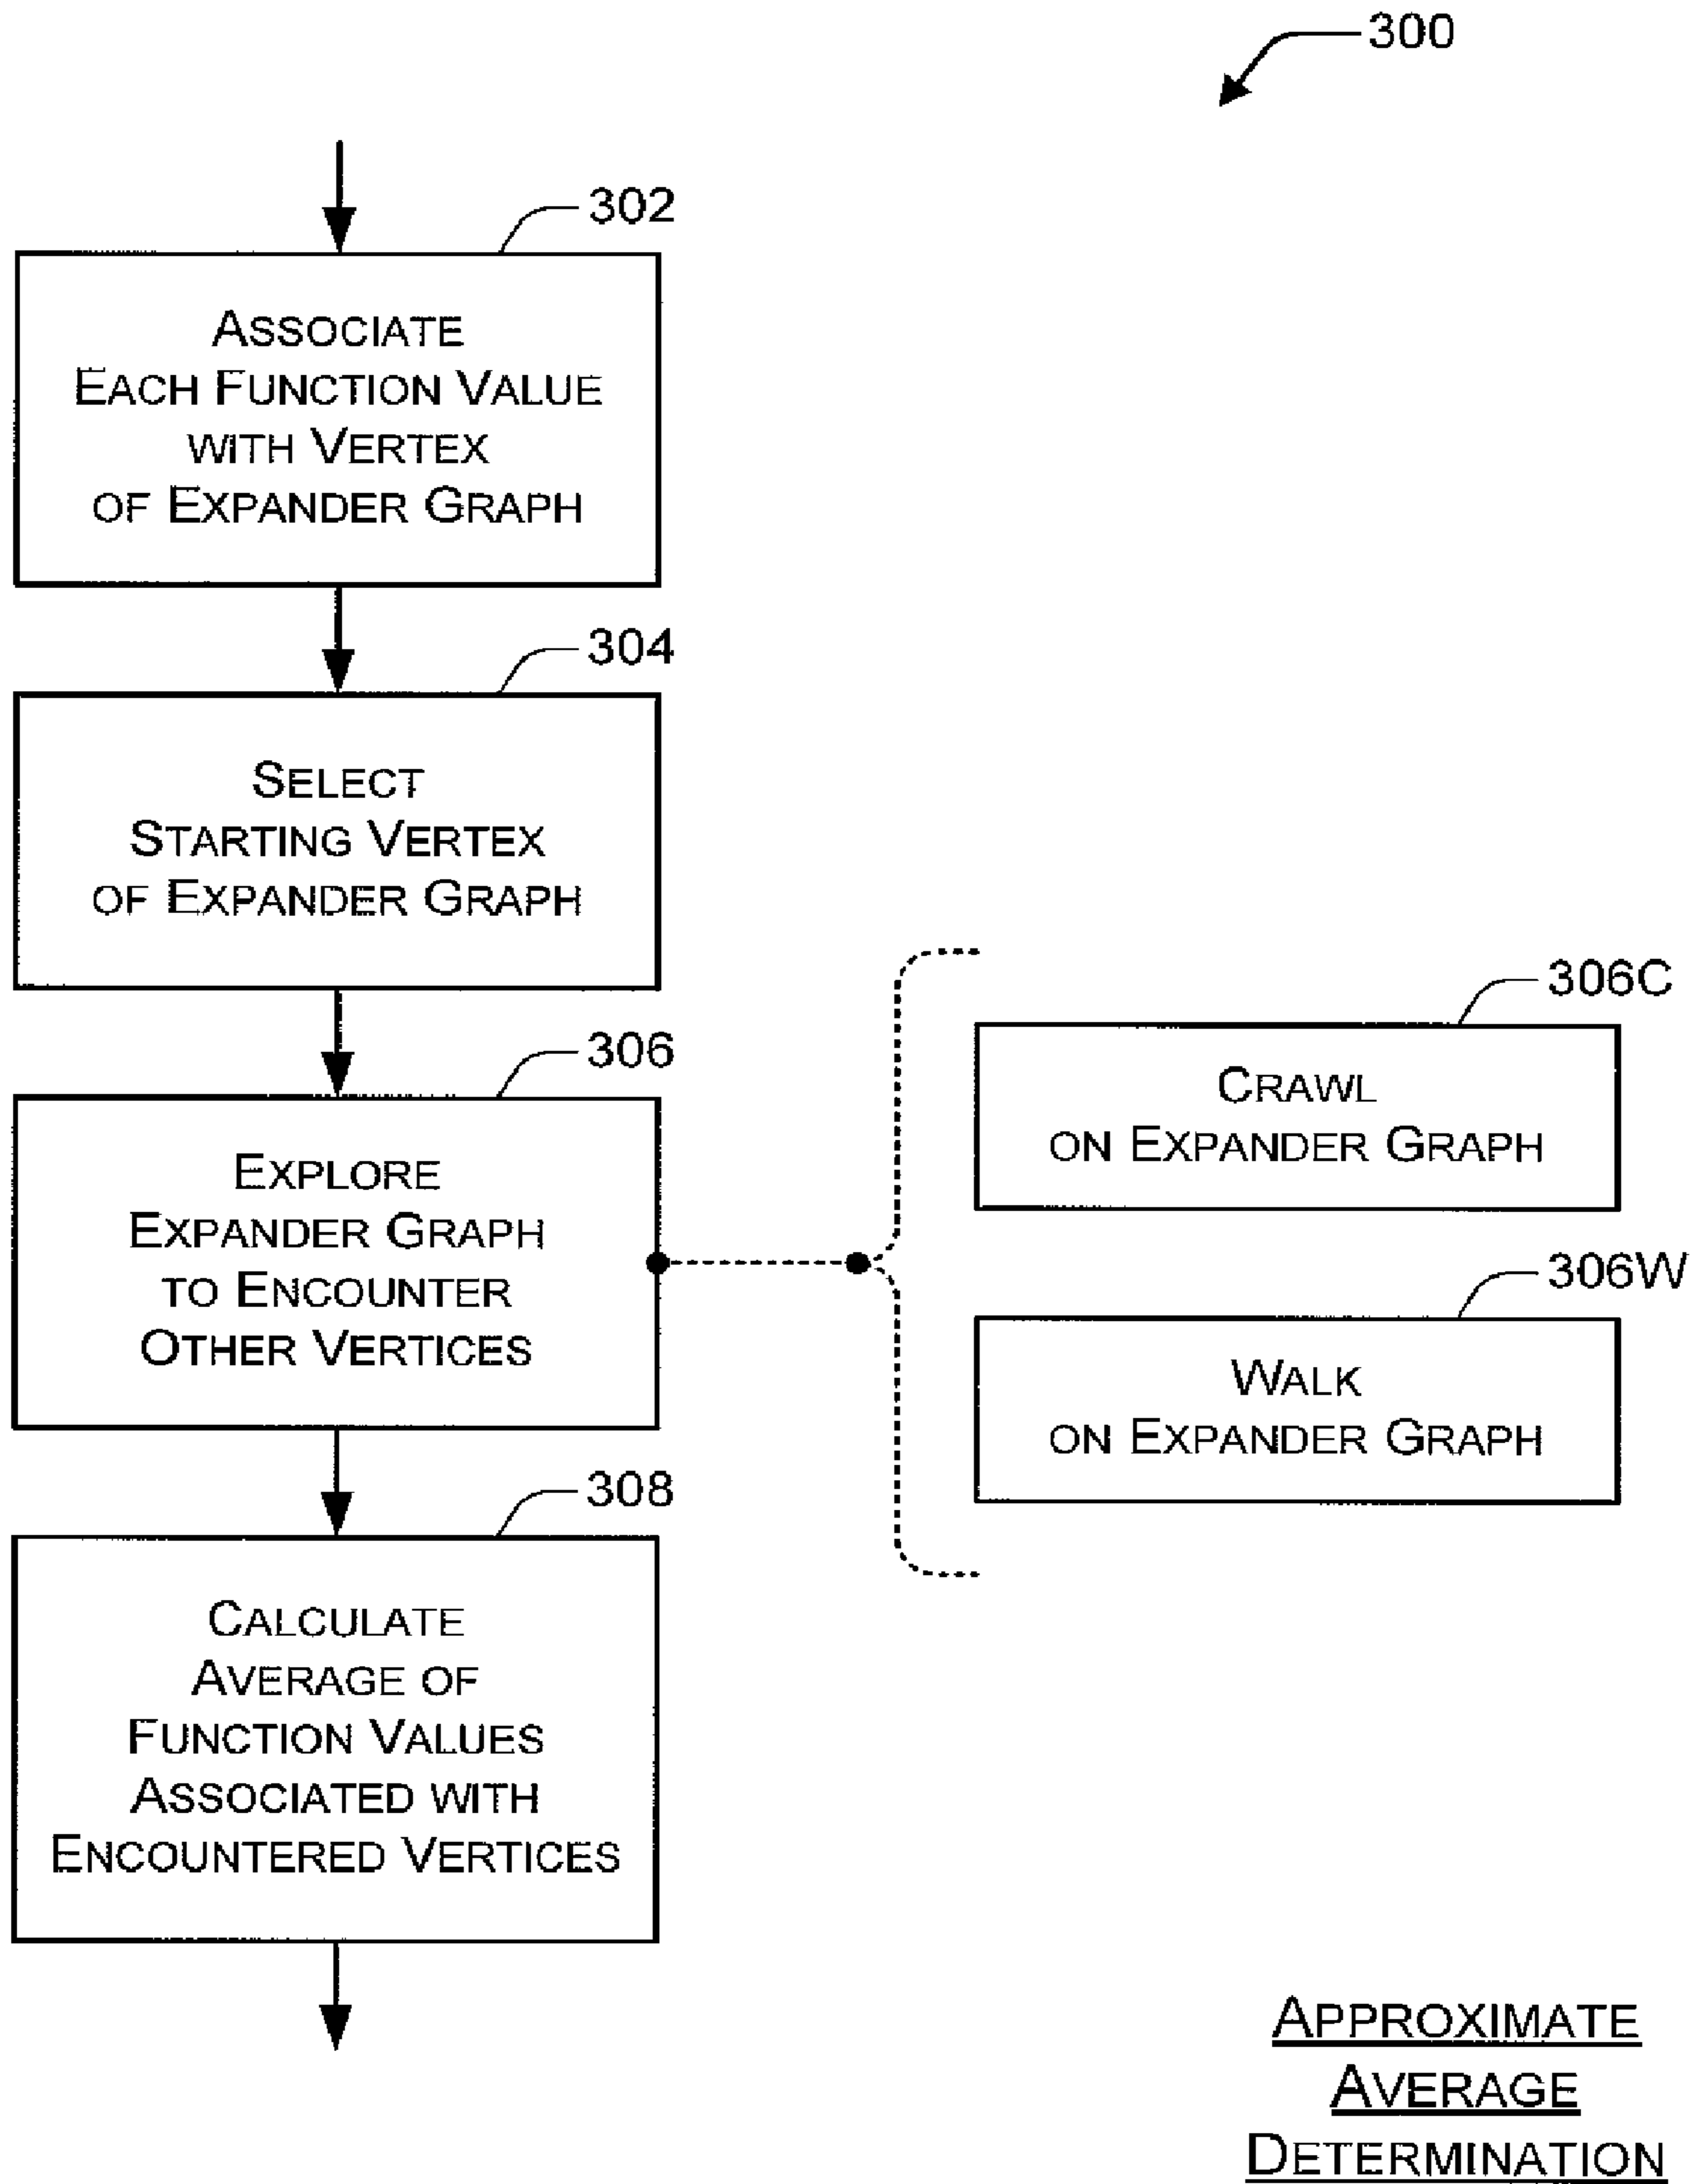 300
302
ASSOCIATE
EACH FUNCTION VALUE
WITH VERTEX
OF EXPANDER GRAPH
304
SELECT
STARTING VERTEX
OF EXPANDER GRAPH
306
EXPLORE
EXPANDER GRAPH
TO ENCOUNTER
OTHER VERTICES
306C
CRAWL
ON EXPANDER GRAPH
306W
WALK
ON EXPANDER GRAPH
308
CALCULATE
AVERAGE OF
FUNCTION VALUES
ASSOCIATED WITH
ENCOUNTERED VERTICES
APPROXIMATE
AVERAGE
DETERMINATION